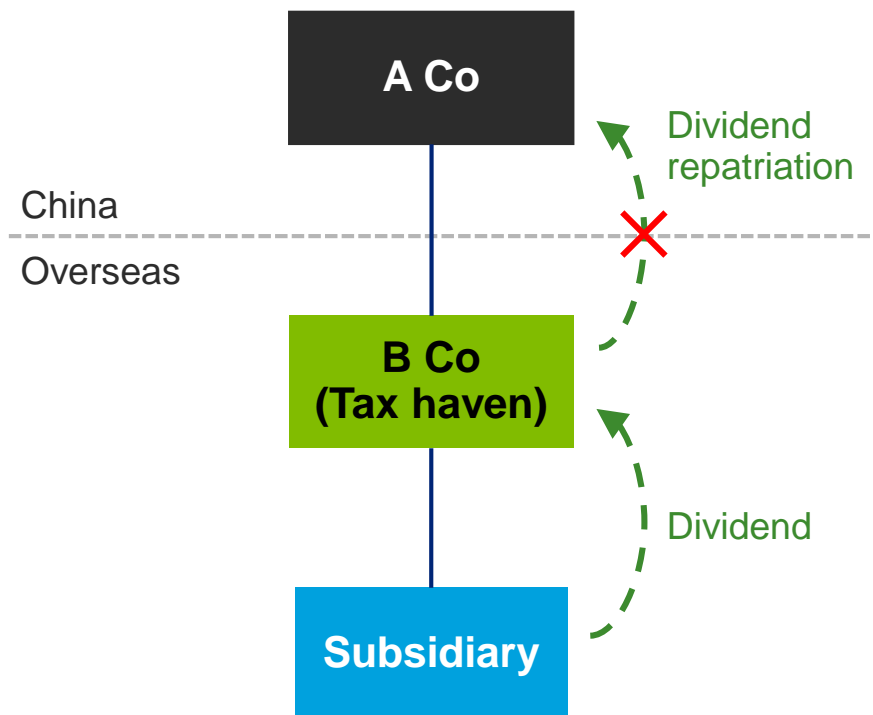 A Co
Dividend
repatriation
China
Overseas
B Co
(Tax haven)
Dividend
Subsidiary